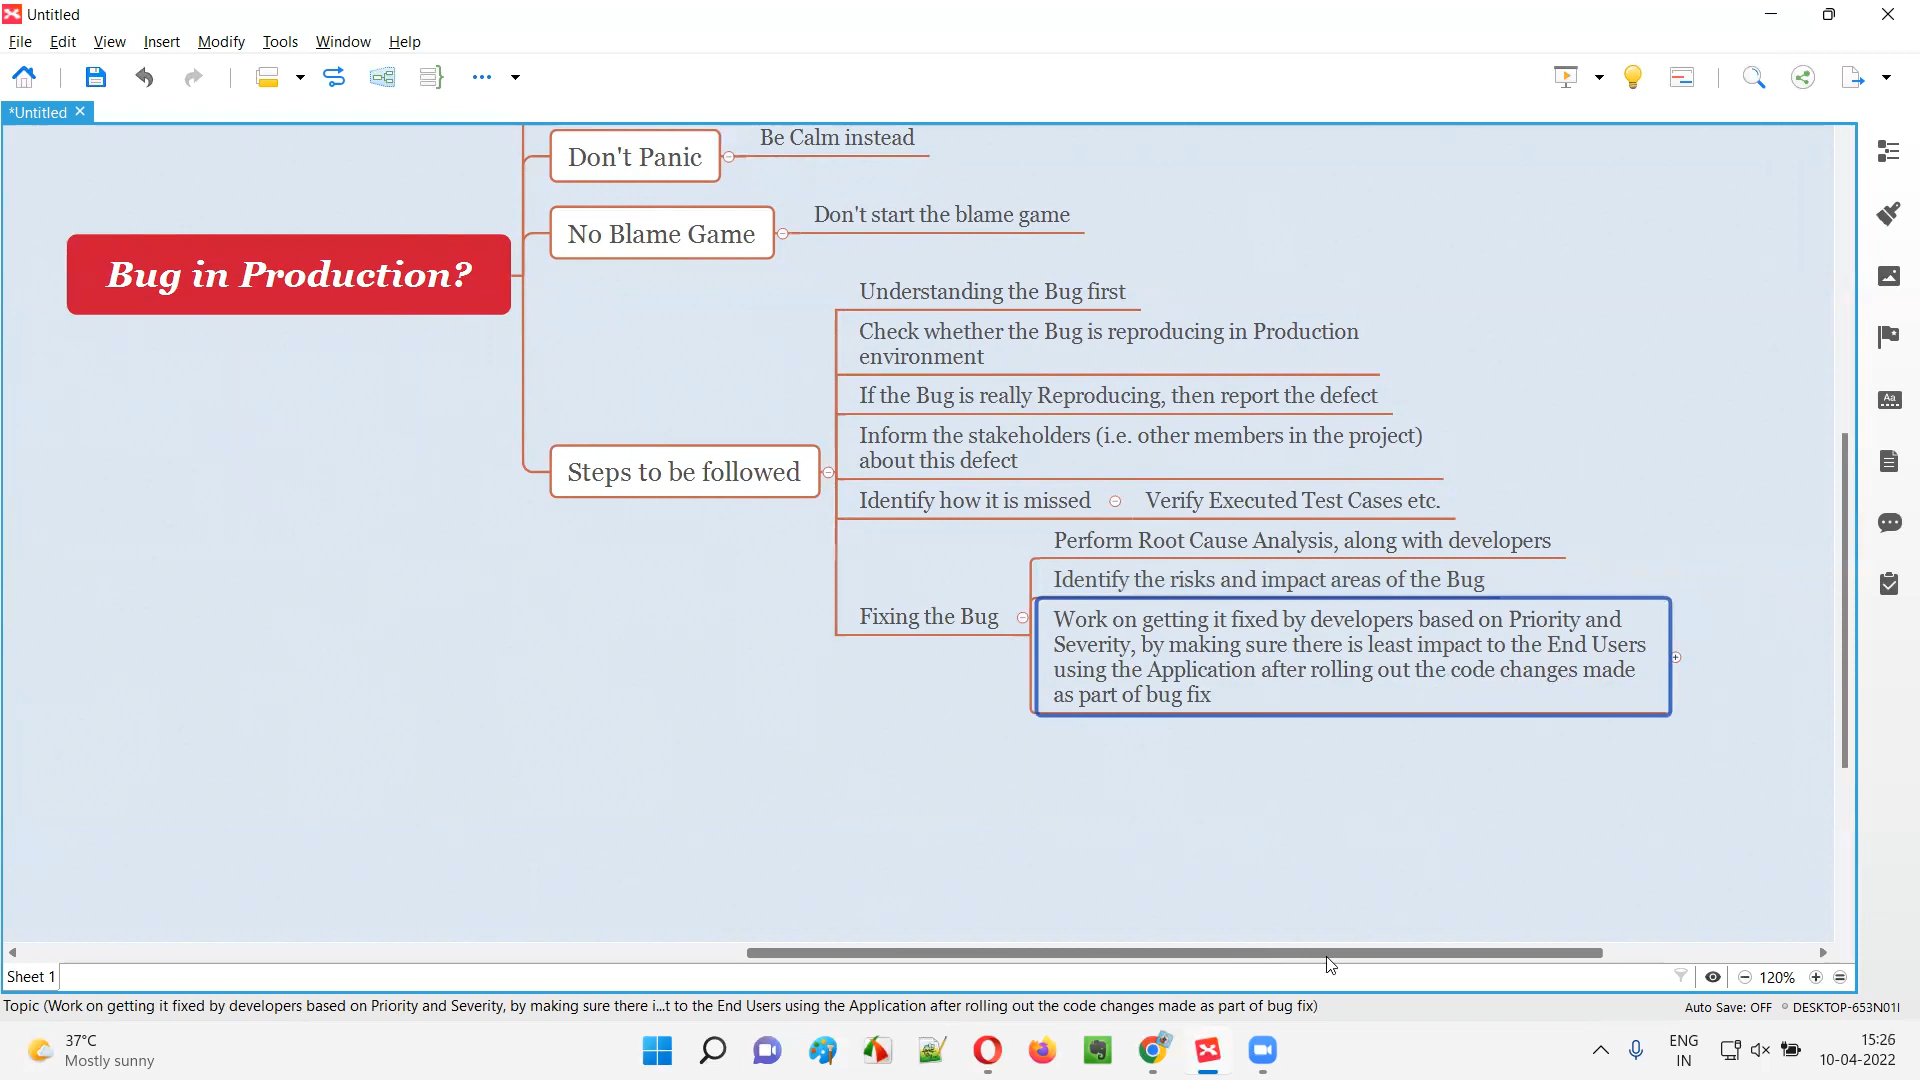 Untitled
File Edit View Insert Modify Tools Window Help
*Untitled
Be Calm instead
Don't Panic
Don't start the blame game
No Blame Game
Bug in Production?
Understanding the Bug first
Check whether the Bug is reproducing in Production
environment
If the Bug is really Reproducing, then report the defect
Inform the stakeholders (i.e. other members in the project)
about this defect
Steps to be followed
Identify how it is missed Verify Executed Test Cases etc.
Perform Root Cause Analysis, along with developers
Identify the risks and impact areas of the Bug
Fixing the Bug
Work on getting it fixed by developers based on Priority and
Severity, by making sure there is least impact to the End Users
using the Application after rolling out the code changes made
as part of bug fix
Aa
Sheet 1
120%
Topic (Work on getting it fixed by developers based on Priority and Severity, by making sure there i...t to the End Users using the Application after rolling out the code changes made as part of bug fix)
Auto Save: OFF DESKTOP-653N01I
37°C
Mostly sunny
ENG
IN
15:26
10-04-2022